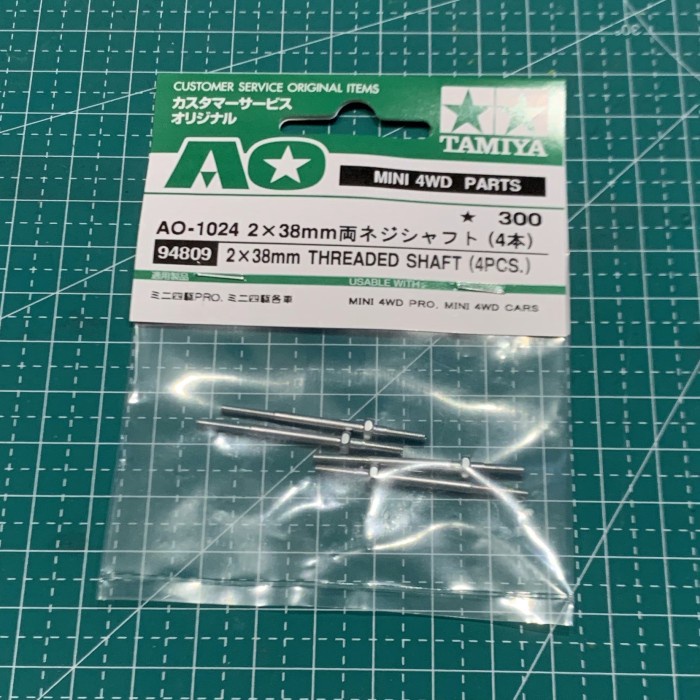 CUSTOMER SERVICE ORIGINAL ITEMS
カスタマーサービス
オリジナル
TAMIYA
AO
MINI 4WD PARTS
★ 300
AO-1024 2×38mm両ネジシャフト (4本)
94809 2×38mm THREADED SHAFT (4PCS.)
適用製品 USABLE WITH
ミニ四駆PRO. ミニ四駆各車 MINI 4WD PRO, MINI 4WD CARS